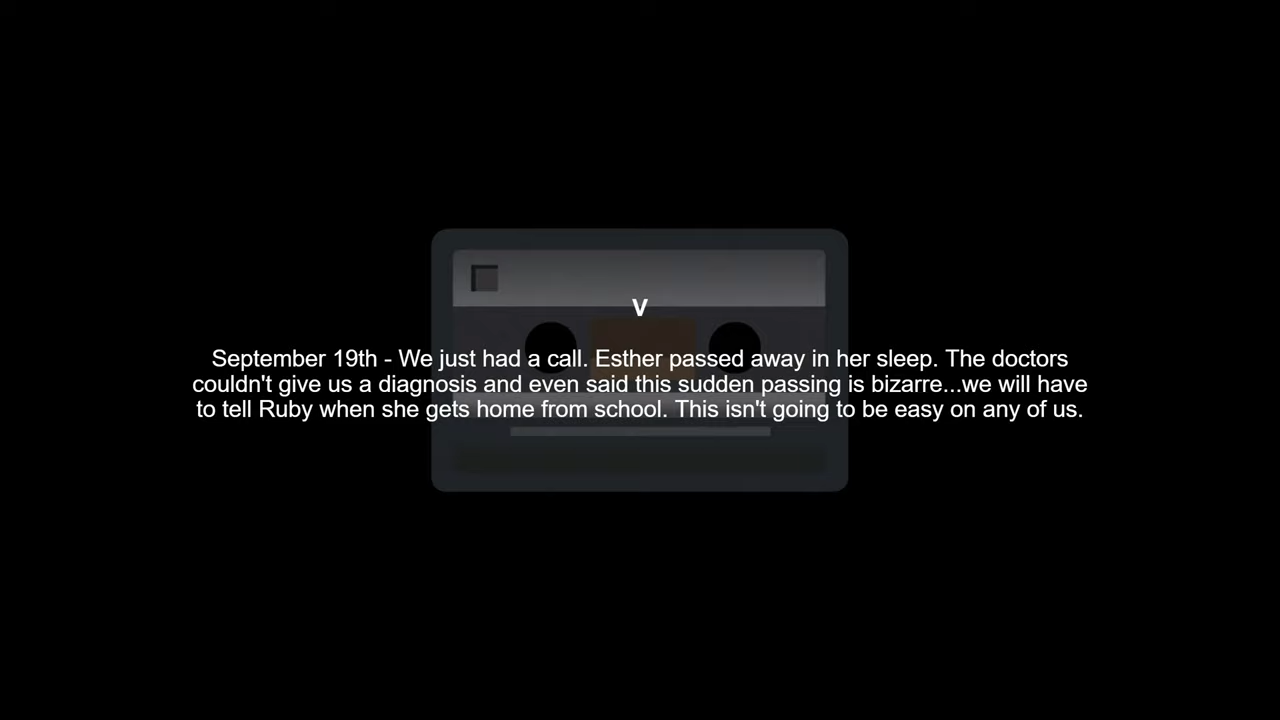 V
September 19th - We just had a call. Esther passed away in her sleep. The doctors
couldn't give us a diagnosis and even said this sudden passing is bizarre...we will have
to tell Ruby when she gets home from school. This isn't going to be easy on any of us.